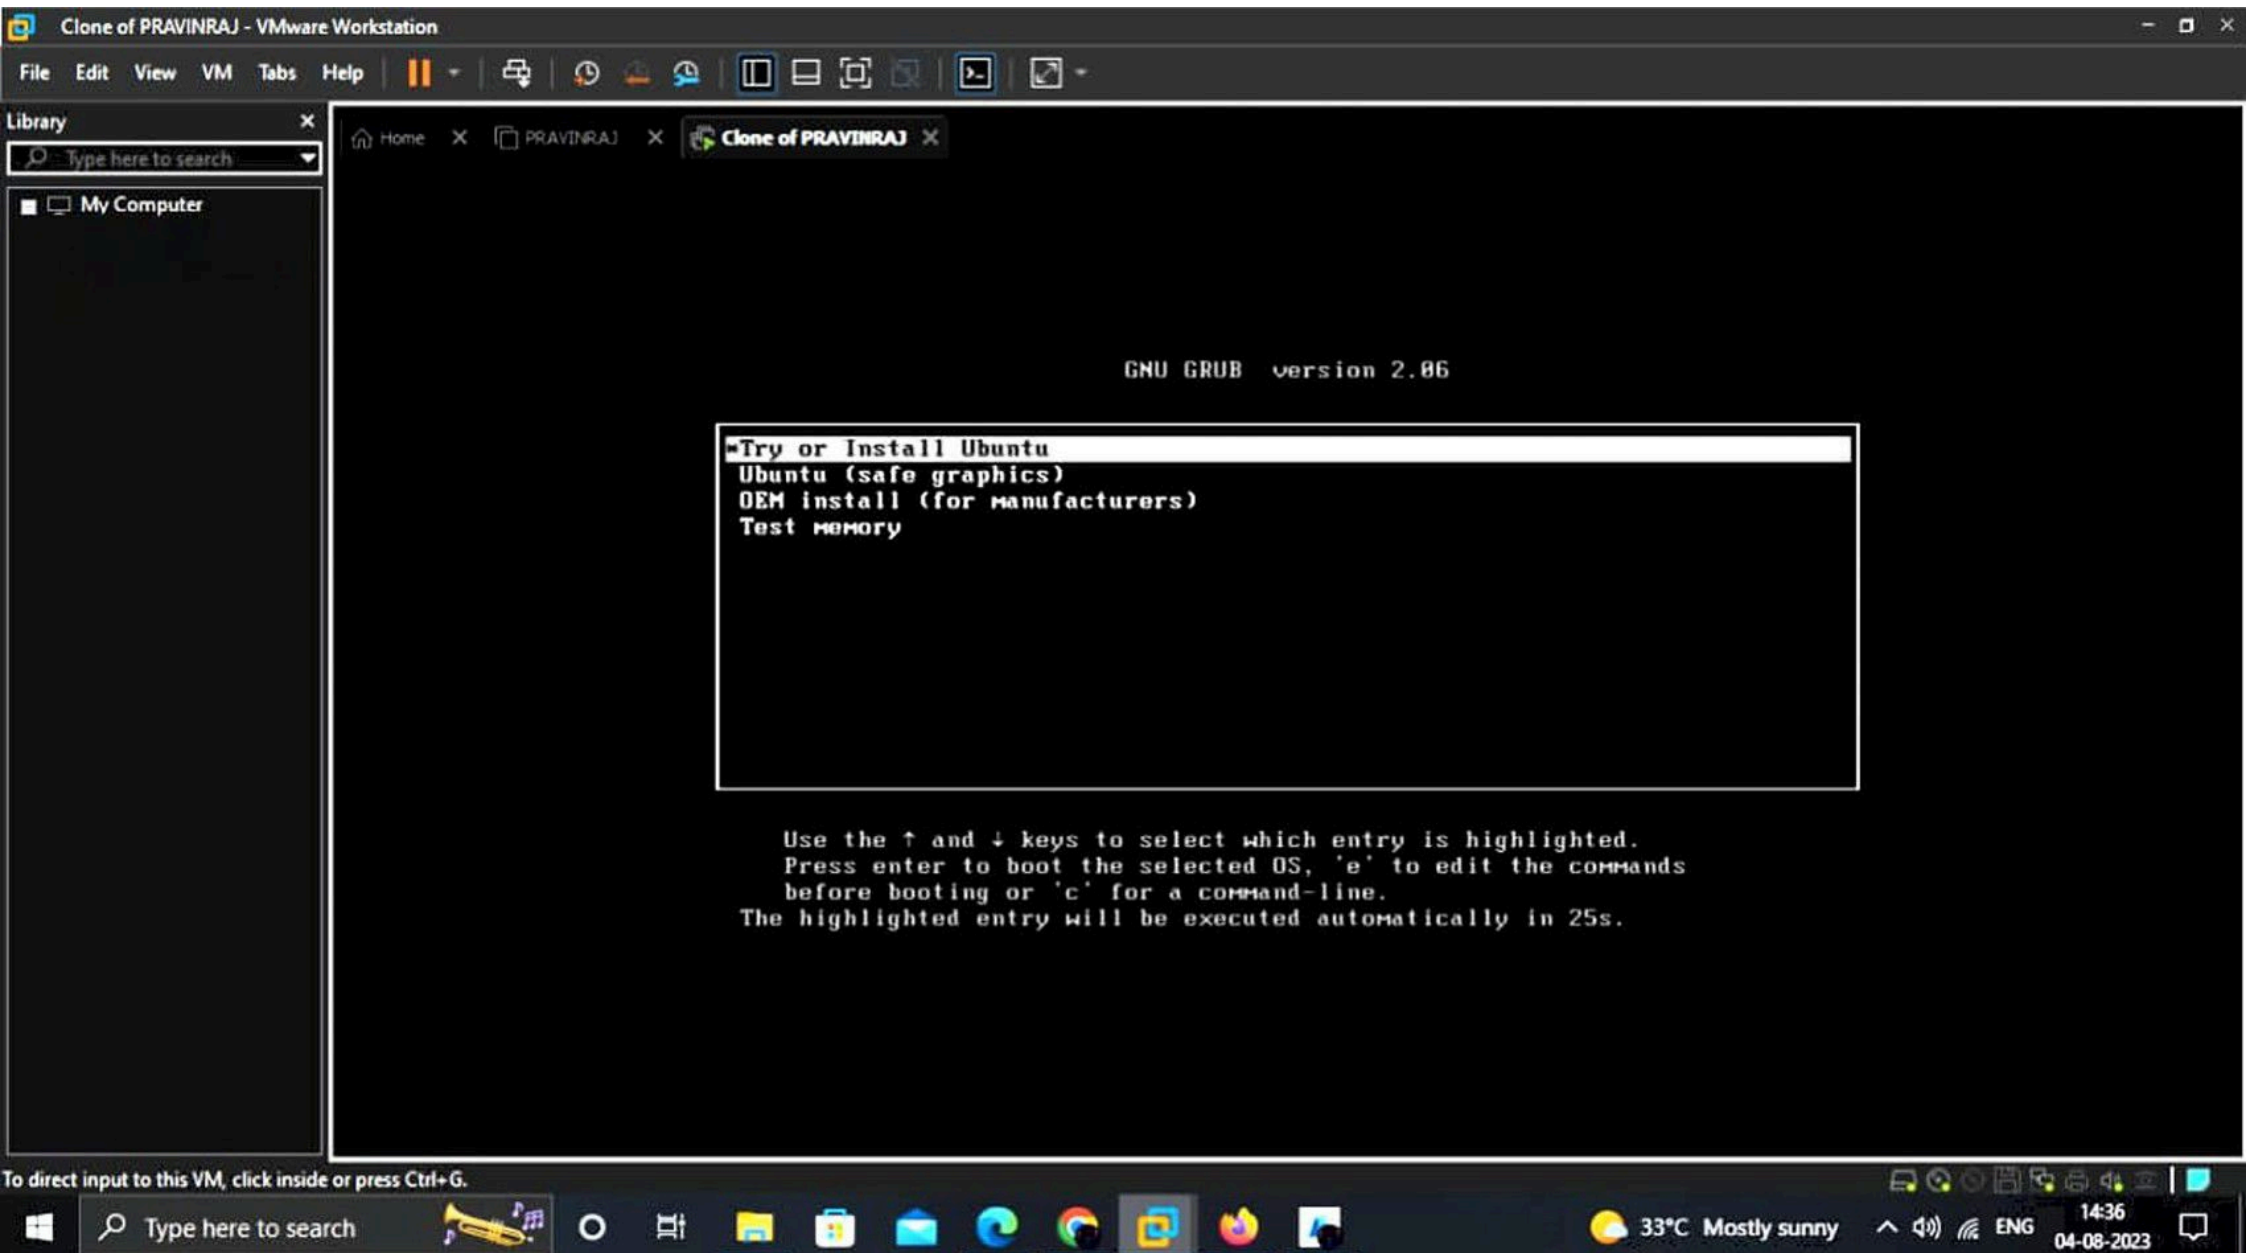 Clone of PRAVINRAJ - VMware Workstation
File Edit View VM Tabs Help
Library
Type here to search
My Computer
Home
PRAVINRAJ
Clone of PRAVINRAJ
GNU GRUB version 2.06
*Try or Install Ubuntu
Ubuntu (safe graphics)
OEM install (for manufacturers)
Test memory
Use the ↑ and ↓ keys to select which entry is highlighted.
Press enter to boot the selected OS, 'e' to edit the commands
before booting or 'c' for a command-line.
The highlighted entry will be executed automatically in 25s.
To direct input to this VM, click inside or press Ctrl+G.
Type here to search
33°C Mostly sunny
ENG
14:36
04-08-2023